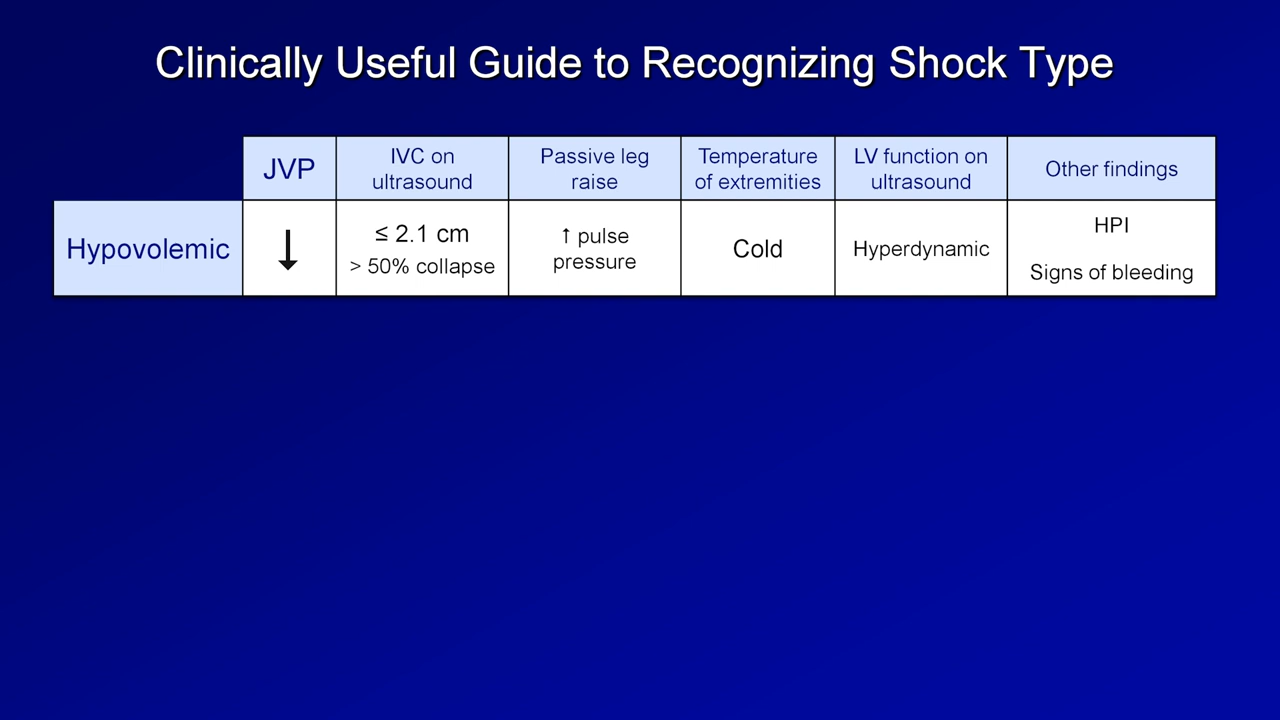 Clinically Useful Guide to Recognizing Shock Type
JVP
IVC on
ultrasound
Passive leg
raise
Temperature
of extremities
LV function on
ultrasound
Other findings
Hypovolemic
↓
≤ 2.1 cm
> 50% collapse
↑ pulse
pressure
Cold
Hyperdynamic
HPI
Signs of bleeding